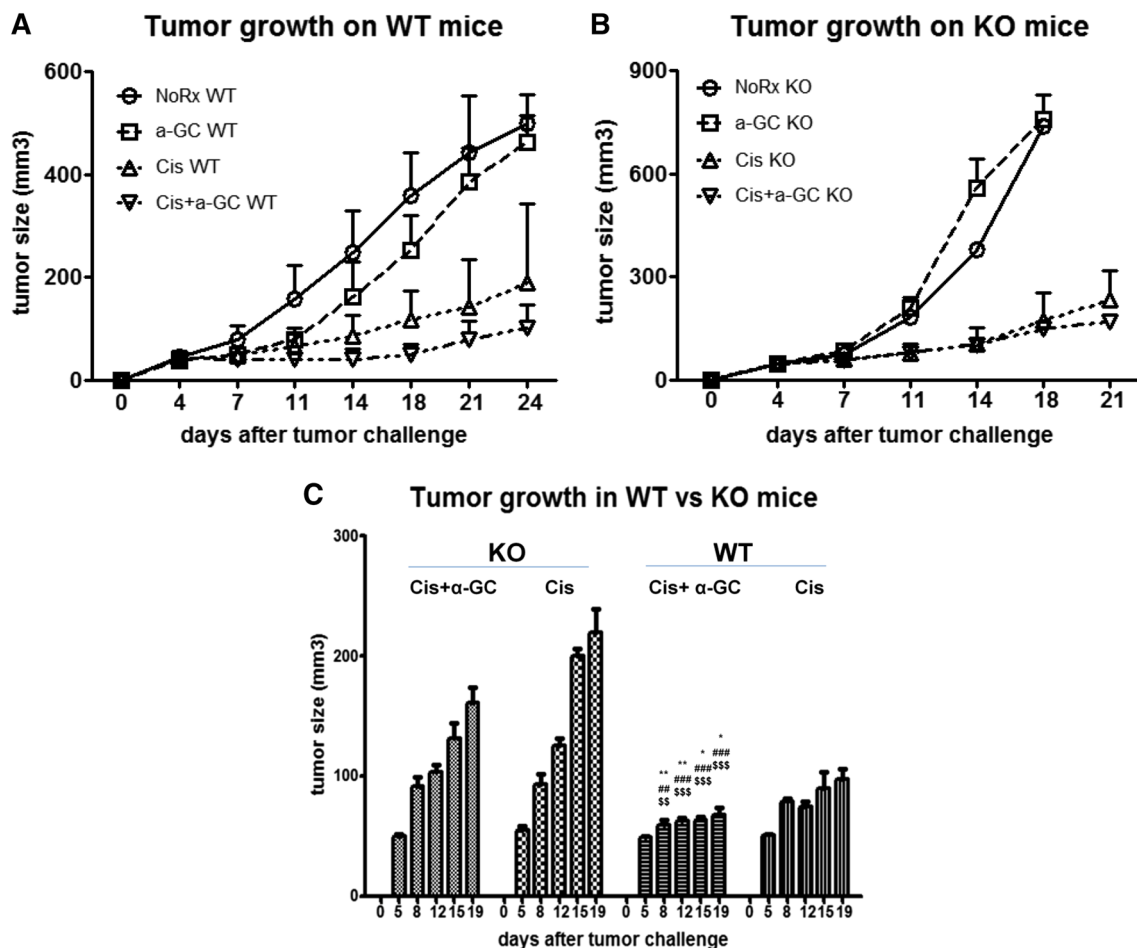 A
Tumor growth on WT mice
600
400
200
0
tumor size (mm3)
NoRx WT
a-GC WT
Cis WT
Cis+a-GC WT
0 4 7 11 14 18 21 24
days after tumor challenge
B
Tumor growth on KO mice
900
600
300
0
tumor size (mm3)
NoRx KO
a-GC KO
Cis KO
Cis+a-GC KO
0 4 7 11 14 18 21
days after tumor challenge
C
Tumor growth in WT vs KO mice
300
200
100
0
tumor size (mm3)
KO WT
Cis+α-GC Cis Cis+ α-GC Cis
** ** * *
## ### ### ###
$$ $$$ $$$ $$$
0 5 8 12 15 19 0 5 8 12 15 19 0 5 8 12 15 19 0 5 8 12 15 19
days after tumor challenge